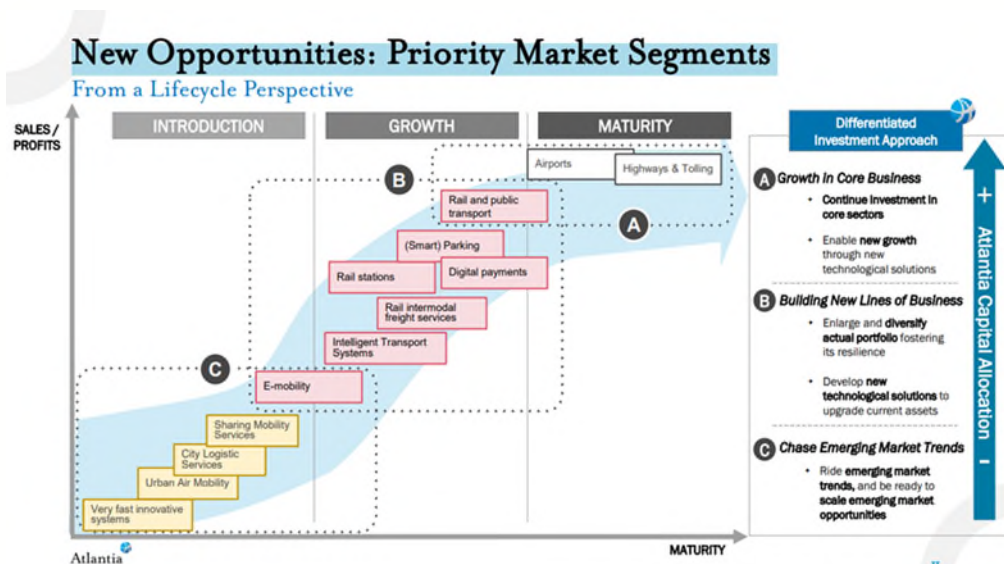 New Opportunities: Priority Market Segments
From a Lifecycle Perspective
SALES /
PROFITS
INTRODUCTION
GROWTH
MATURITY
B
Airports
Highways & Tolling
Rail and public
transport
A
(Smart) Parking
Rail stations
Digital payments
Rail intermodal
freight services
Intelligent Transport
Systems
C
E-mobility
Sharing Mobility
Services
City Logistic
Services
Urban Air Mobility
Very fast innovative
systems
MATURITY
Atlantia
Differentiated
Investment Approach
A Growth in Core Business
• Continue investment in
core sectors
• Enable new growth
through new
technological solutions
B Building New Lines of Business
• Enlarge and diversify
actual portfolio fostering
its resilience
• Develop new
technological solutions to
upgrade current assets
C Chase Emerging Market Trends
• Ride emerging market
trends, and be ready to
scale emerging market
opportunities
+
Atlantia Capital Allocation
-